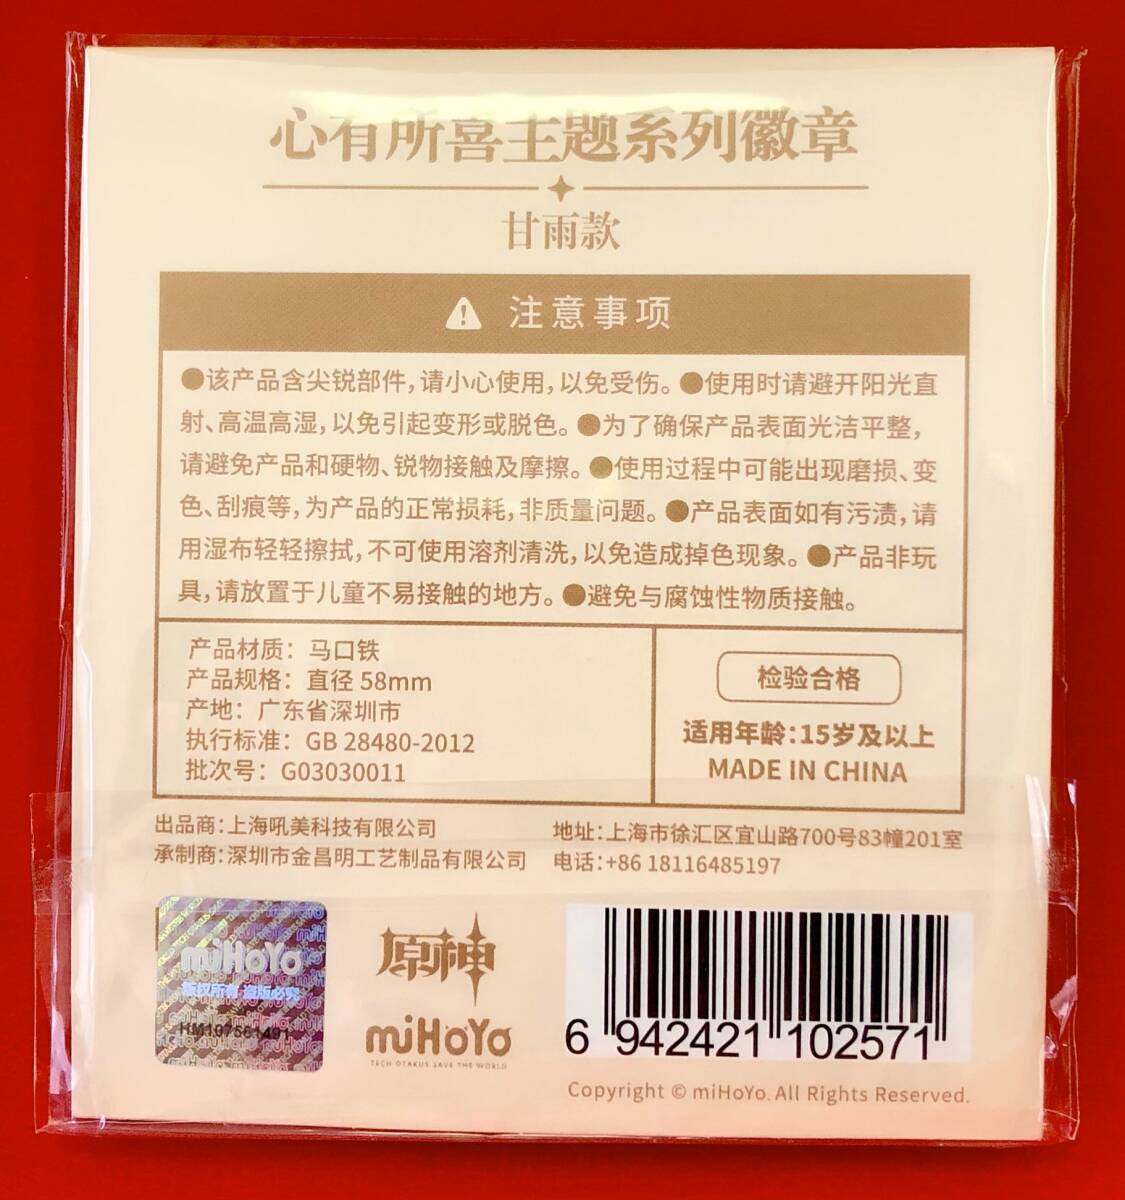 心有所喜主题系列徽章
甘雨款
注意事项
●该产品含尖锐部件，请小心使用，以免受伤。●使用时请避开阳光直
射、高温高湿，以免引起变形或脱色。●为了确保产品表面光洁平整，
请避免产品和硬物、锐物接触及摩擦。●使用过程中可能出现磨损、变
色、刮痕等，为产品的正常损耗，非质量问题。●产品表面如有污渍，请
用湿布轻轻擦拭，不可使用溶剂清洗，以免造成掉色现象。●产品非玩
具，请放置于儿童不易接触的地方。●避免与腐蚀性物质接触。
产品材质：马口铁
产品规格：直径 58mm
产地：广东省深圳市
执行标准：GB 28480-2012
批次号：G03030011
检验合格
适用年龄：15岁及以上
MADE IN CHINA
出品商：上海吼美科技有限公司
承制商：深圳市金昌明工艺制品有限公司
地址：上海市徐汇区宜山路700号83幢201室
电话：+86 18116485197
miHoYo
版权所有 盗版必究
HM107561491
原神
miHoYo
TECH OTAKUS SAVE THE WORLD
6 942421 102571
Copyright © miHoYo. All Rights Reserved.